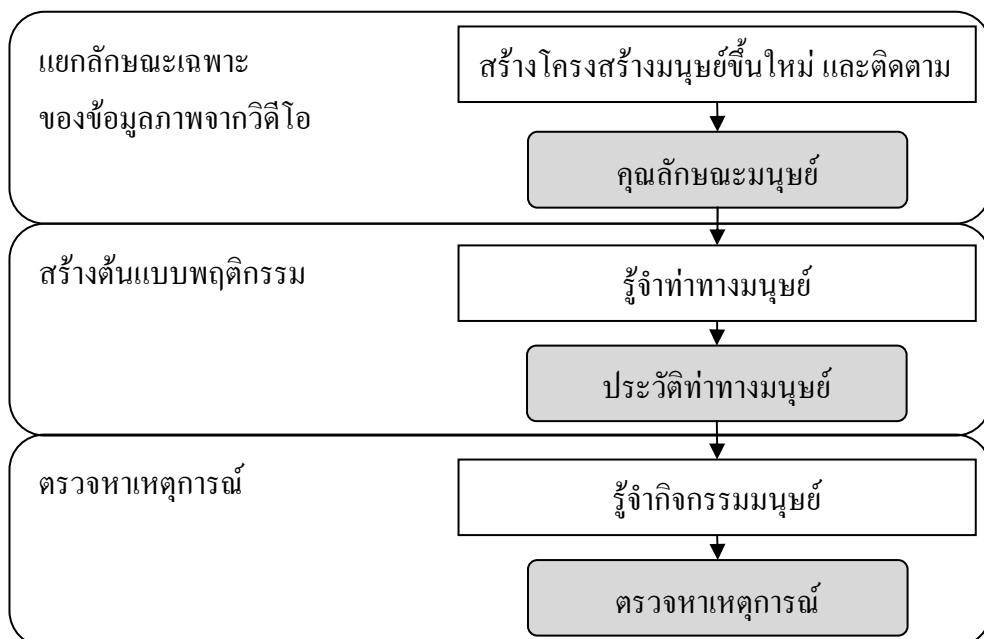 แยกลักษณะเฉพาะ
ของข้อมูลภาพจากวิดีโอ
สร้างโครงสร้างมนุษย์ขึ้นใหม่ และติดตาม
คุณลักษณะมนุษย์
สร้างต้นแบบพฤติกรรม
รู้จำท่าทางมนุษย์
ประวัติท่าทางมนุษย์
ตรวจหาเหตุการณ์
รู้จำกิจกรรมมนุษย์
ตรวจหาเหตุการณ์